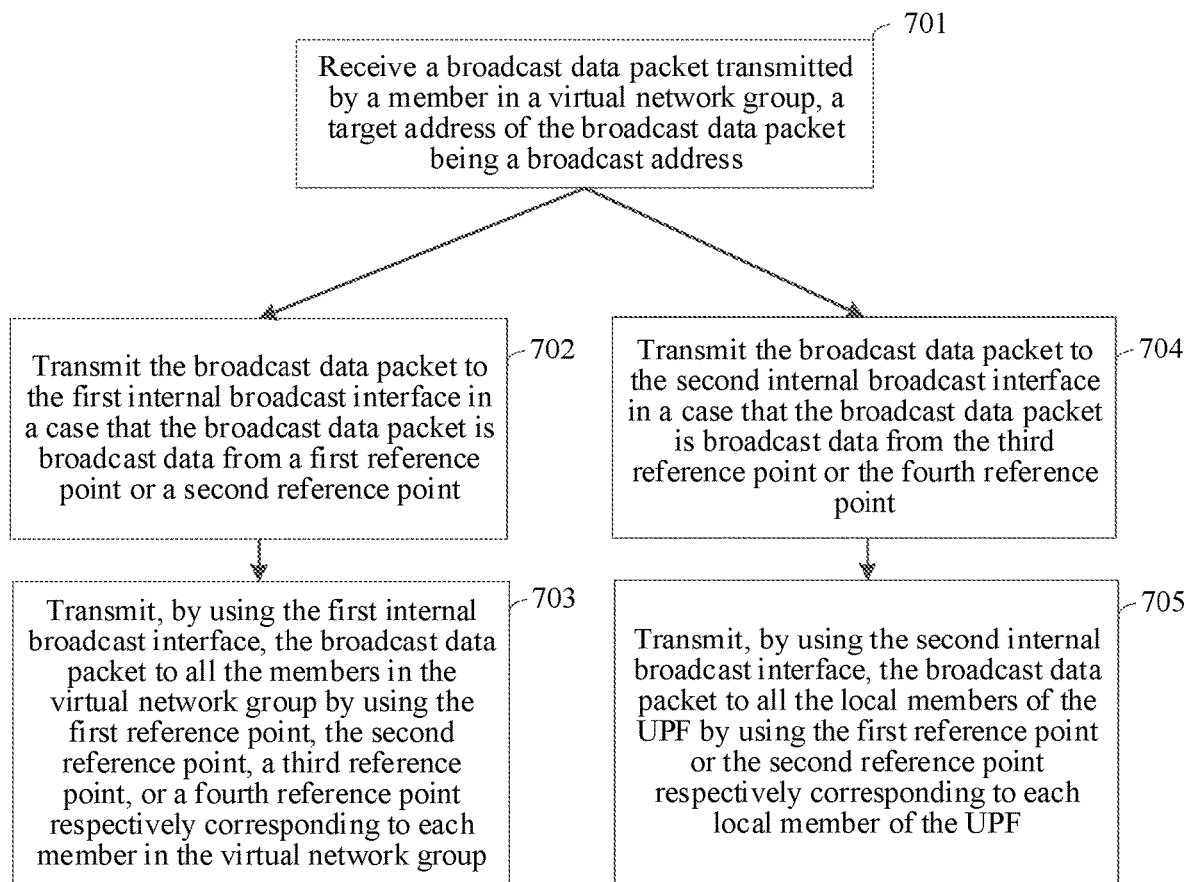 701
Receive a broadcast data packet transmitted
by a member in a virtual network group, a
target address of the broadcast data packet
being a broadcast address
702
Transmit the broadcast data packet to
the first internal broadcast interface in
a case that the broadcast data packet is
broadcast data from a first reference
point or a second reference point
704
Transmit the broadcast data packet to
the second internal broadcast interface
in a case that the broadcast data packet
is broadcast data from the third
reference point or the fourth reference
point
703
Transmit, by using the first internal
broadcast interface, the broadcast data
packet to all the members in the
virtual network group by using the
first reference point, the second
reference point, a third reference
point, or a fourth reference point
respectively corresponding to each
member in the virtual network group
705
Transmit, by using the second internal
broadcast interface, the broadcast data
packet to all the local members of the
UPF by using the first reference point
or the second reference point
respectively corresponding to each
local member of the UPF